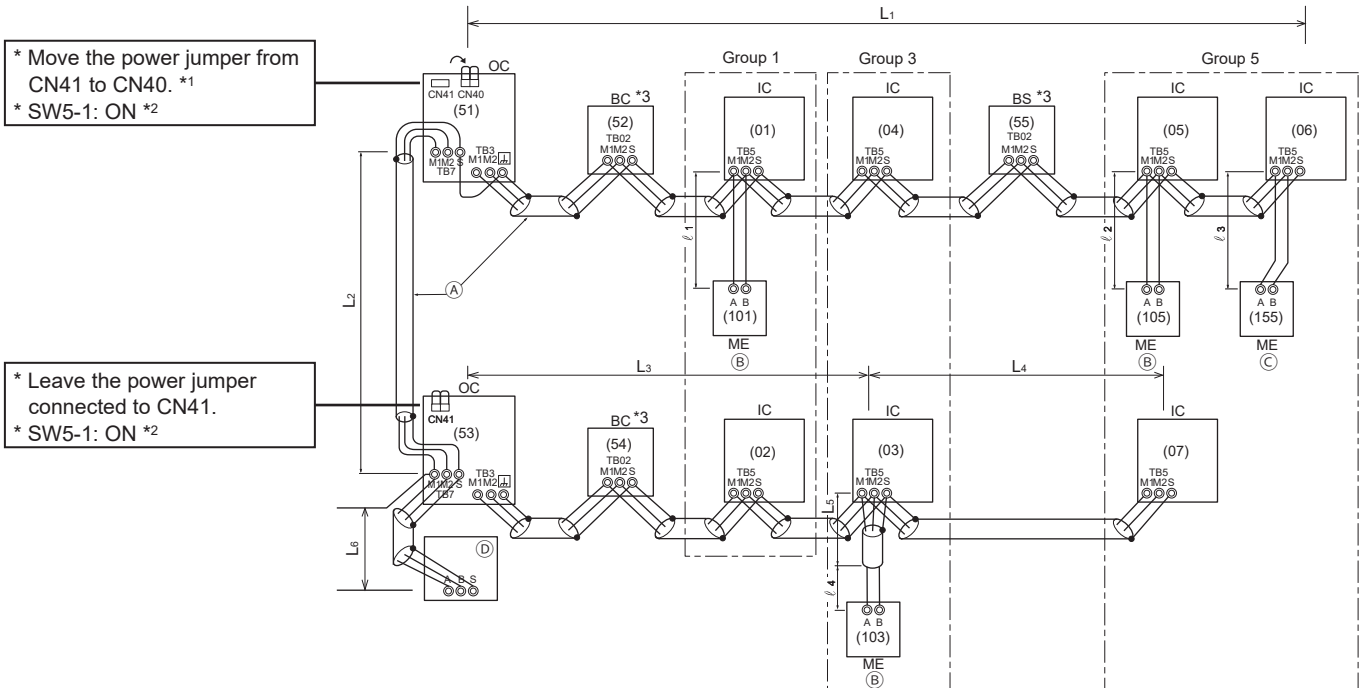 L1
* Move the power jumper from
CN41 to CN40. *1
* SW5-1: ON *2
OC
CN41 CN40
(51)
M1M2 S
TB7
TB3
M1M2
BC *3
(52)
TB02
M1M2S
Group 1
IC
(01)
TB5
M1M2S
Group 3
IC
(04)
TB5
M1M2S
BS *3
(55)
TB02
M1M2S
Group 5
IC
(05)
TB5
M1M2S
IC
(06)
TB5
M1M2S
ℓ 1
A B
(101)
ME
B
ℓ 2
A B
(105)
ME
B
ℓ 3
A B
(155)
ME
C
L2
A
* Leave the power jumper
connected to CN41.
* SW5-1: ON *2
L3
L4
OC
CN41
(53)
M1M2 S
TB7
TB3
M1M2
BC *3
(54)
TB02
M1M2S
IC
(02)
TB5
M1M2S
IC
(03)
TB5
M1M2S
IC
(07)
TB5
M1M2S
L5
L6
D
A B S
ℓ 4
A B
(103)
ME
B